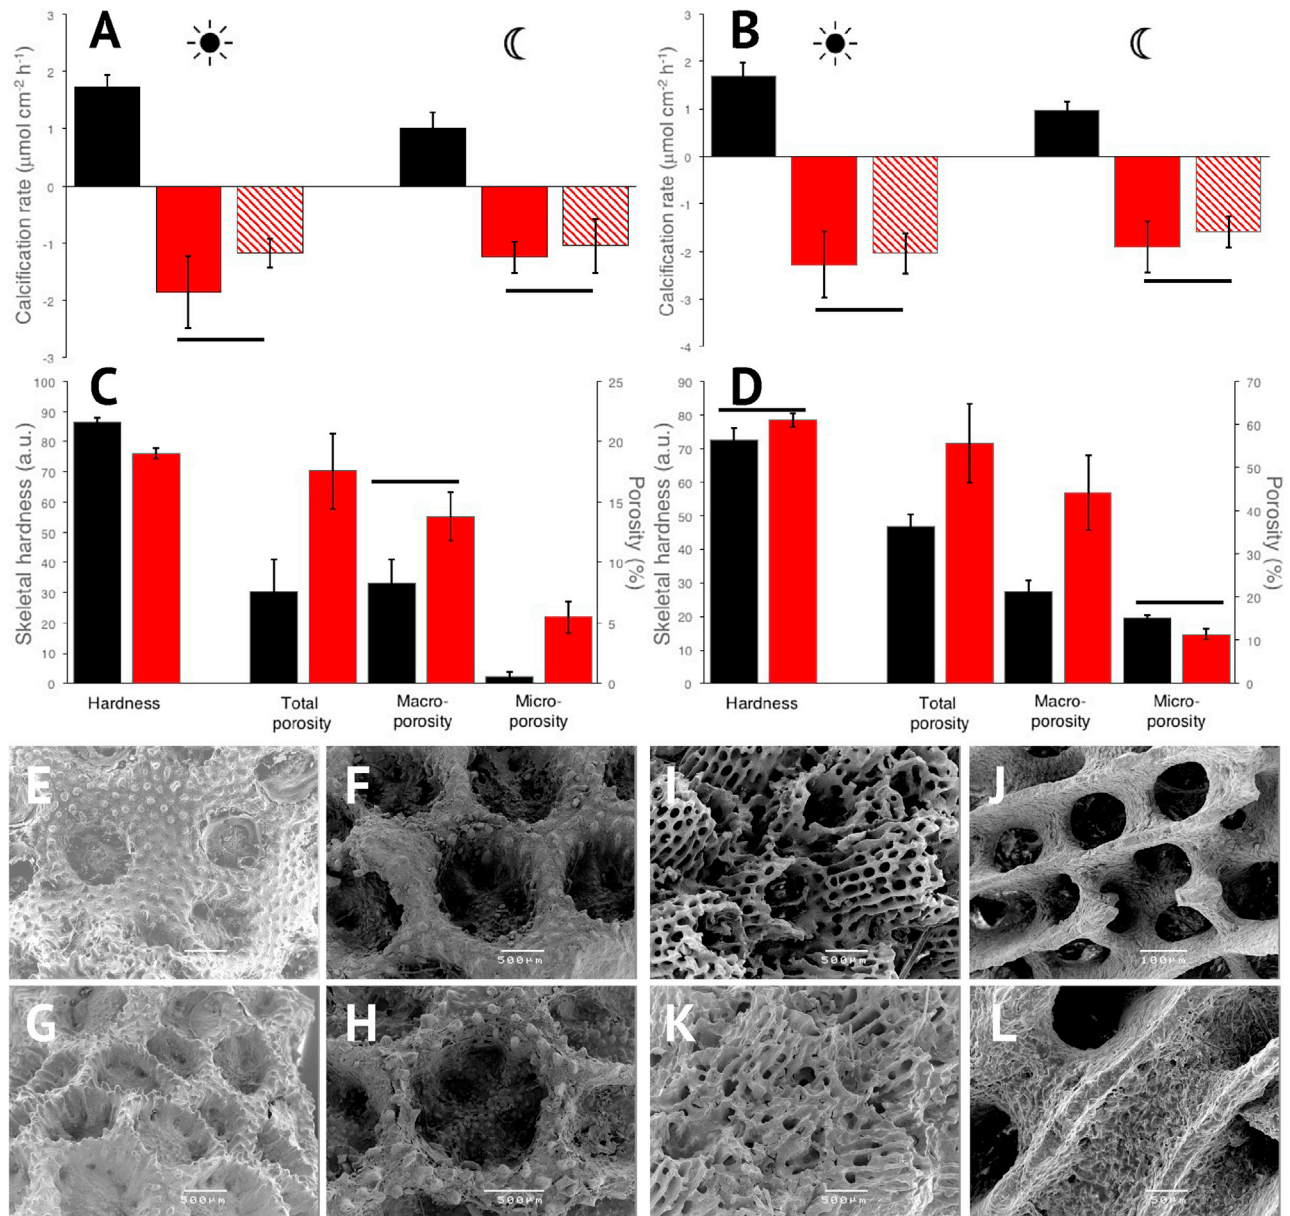 A
Calcification rate (µmol cm⁻² h⁻¹)
3
2
1
0
-1
-2
-3
B
Calcification rate (µmol cm⁻² h⁻¹)
3
2
1
0
-1
-2
-3
-4
C
Skeletal hardness (a.u.)
100
90
80
70
60
50
40
30
20
10
0
25
20
15
10
5
0
Porosity (%)
Hardness
Total
porosity
Macro-
porosity
Micro-
porosity
D
Skeletal hardness (a.u.)
90
80
70
60
50
40
30
20
10
0
70
60
50
40
30
20
10
0
Porosity (%)
Hardness
Total
porosity
Macro-
porosity
Micro-
porosity
E
500µm
F
500µm
I
500µm
J
100µm
G
500µm
H
500µm
K
500µm
L
50µm